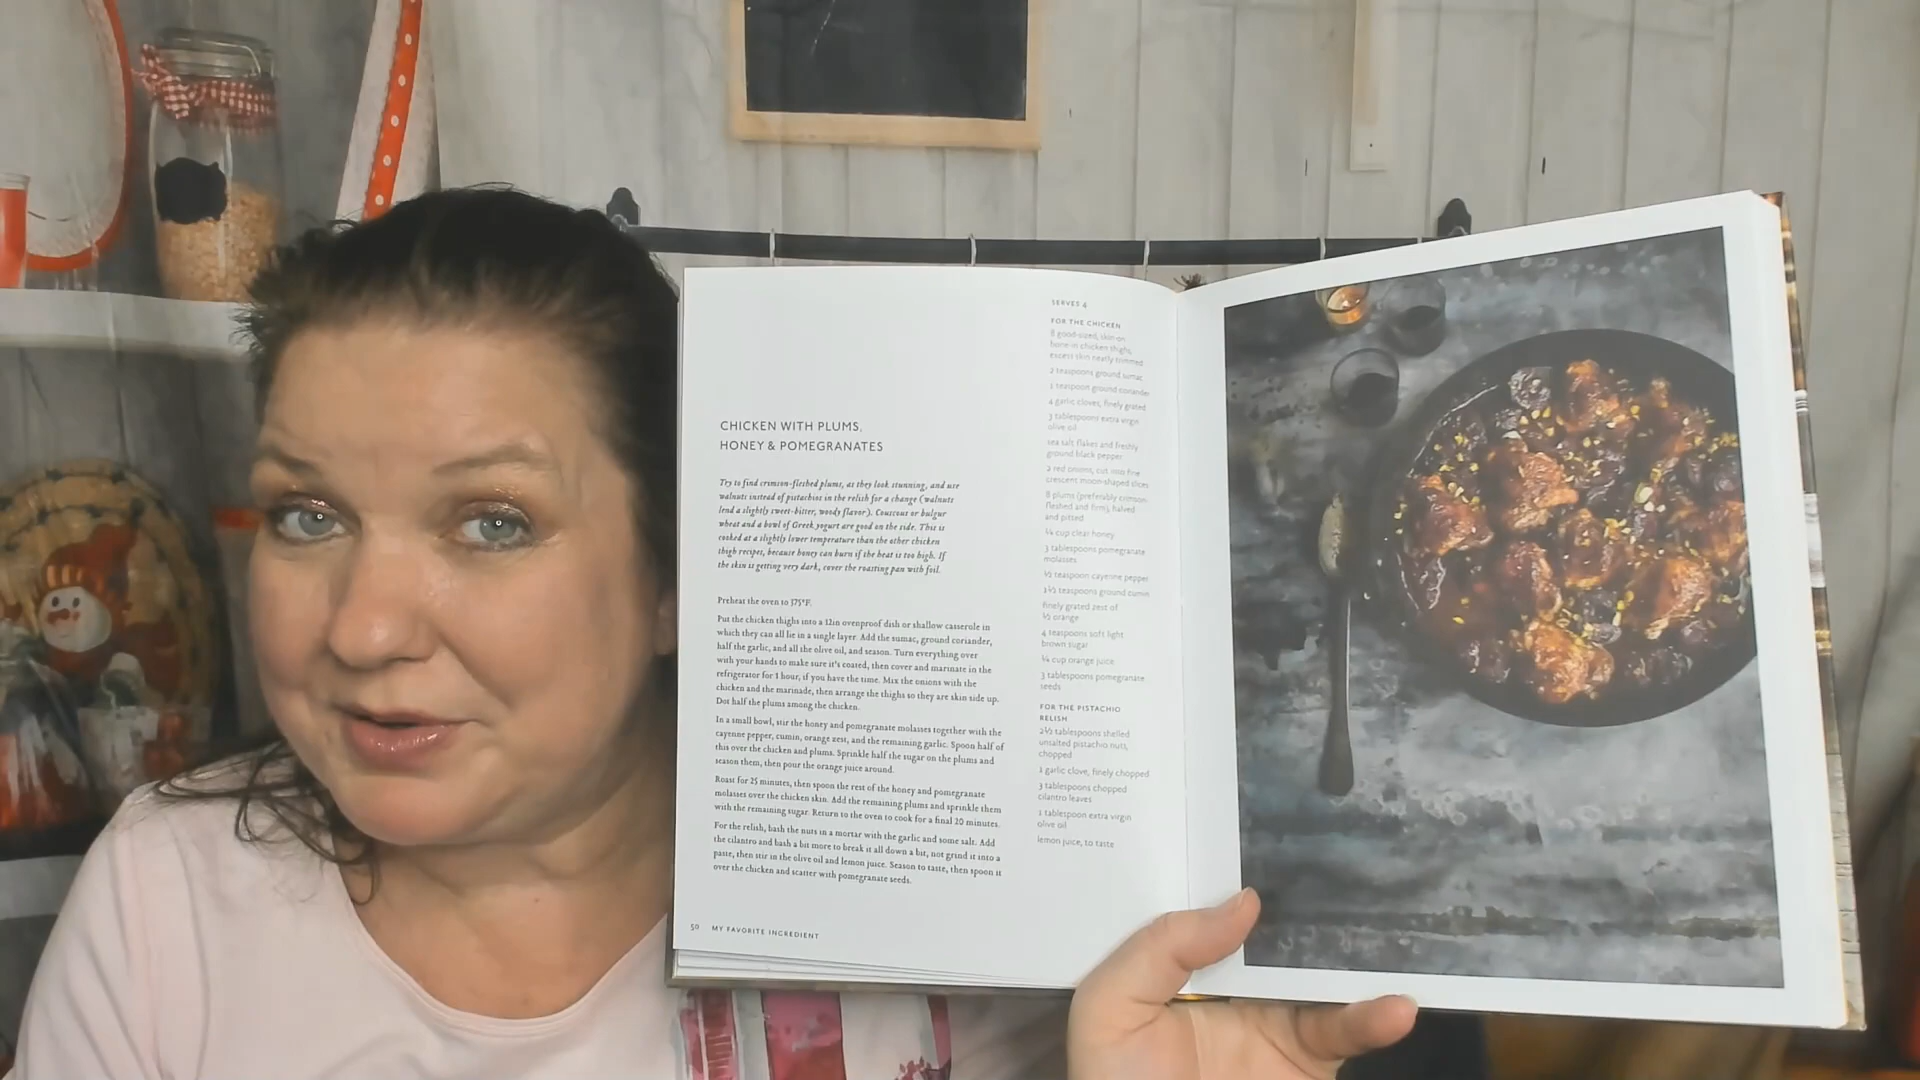 CHICKEN WITH PLUMS,
HONEY & POMEGRANATES
Try to find crimson-fleshed plums, as they look stunning, and use
walnuts instead of pistachios in the relish for a change (walnuts
lend a slightly sweet-bitter, woody flavor). Couscous or bulgur
wheat and a bowl of Greek yogurt are good on the side. This is
cooked at a slightly lower temperature than the other chicken
thigh recipes, because honey can burn if the heat is too high. If
the skin is getting very dark, cover the roasting pan with foil.
Preheat the oven to 375°F.
Put the chicken thighs into a 12in ovenproof dish or shallow casserole in
which they can all lie in a single layer. Add the sumac, ground coriander,
half the garlic, and all the olive oil, and season. Turn everything over
with your hands to make sure it's coated, then cover and marinate in the
refrigerator for 1 hour, if you have the time. Mix the onions with the
chicken and the marinade, then arrange the thighs so they are skin side up.
Dot half the plums among the chicken.
In a small bowl, stir the honey and pomegranate molasses together with the
cayenne pepper, cumin, orange zest, and the remaining garlic. Spoon half of
this over the chicken and plums. Sprinkle half the sugar on the plums and
season them, then pour the orange juice around.
Roast for 25 minutes, then spoon the rest of the honey and pomegranate
molasses over the chicken skin. Add the remaining plums and sprinkle them
with the remaining sugar. Return to the oven to cook for a final 20 minutes.
For the relish, bash the nuts in a mortar with the garlic and some salt. Add
the cilantro and bash a bit more to break it all down a bit, not grind it into a
paste, then stir in the olive oil and lemon juice. Season to taste, then spoon it
over the chicken and scatter with pomegranate seeds.
50 MY FAVORITE INGREDIENT
SERVES 4
FOR THE CHICKEN
8 good-sized, skin-on
bone-in chicken thighs,
excess skin neatly trimmed
2 teaspoons ground sumac
1 teaspoon ground coriander
4 garlic cloves, finely grated
3 tablespoons extra virgin
olive oil
sea salt flakes and freshly
ground black pepper
2 red onions, cut into fine
crescent moon-shaped slices
8 plums (preferably crimson-
fleshed and firm), halved
and pitted
¼ cup clear honey
3 tablespoons pomegranate
molasses
½ teaspoon cayenne pepper
1½ teaspoons ground cumin
finely grated zest of
½ orange
4 teaspoons soft light
brown sugar
¼ cup orange juice
3 tablespoons pomegranate
seeds
FOR THE PISTACHIO
RELISH
2½ tablespoons shelled
unsalted pistachio nuts,
chopped
1 garlic clove, finely chopped
3 tablespoons chopped
cilantro leaves
1 tablespoon extra virgin
olive oil
lemon juice, to taste